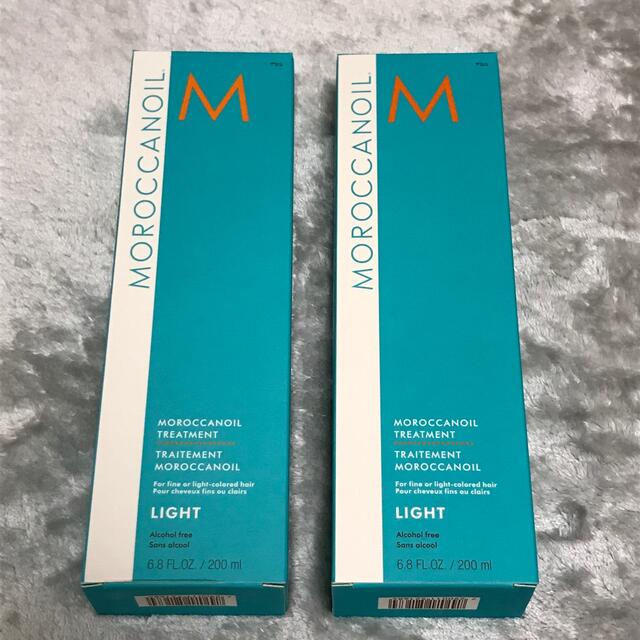 MOROCCANOIL
M
MOROCCANOIL
TREATMENT
TRAITEMENT
MOROCCANOIL
For fine or light-colored hair
Pour cheveux fins ou clairs
LIGHT
Alcohol free
Sans alcool
6.8 FL.OZ. / 200 ml
MOROCCANOIL
M
MOROCCANOIL
TREATMENT
TRAITEMENT
MOROCCANOIL
For fine or light-colored hair
Pour cheveux fins ou clairs
LIGHT
Alcohol free
Sans alcool
6.8 FL.OZ. / 200 ml